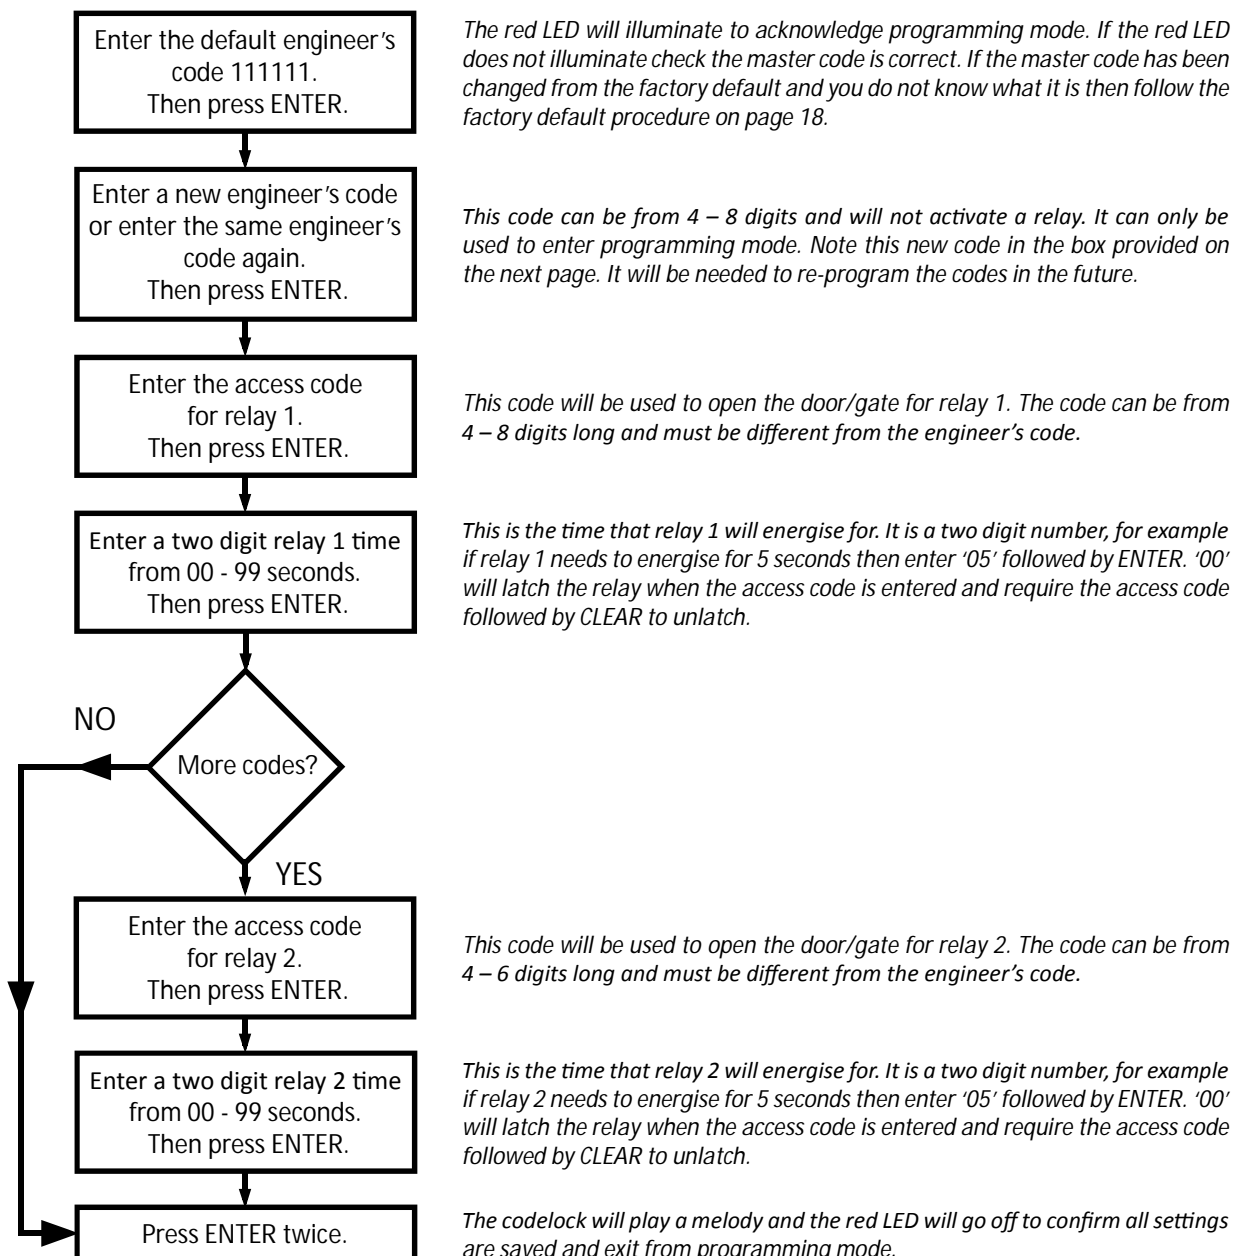 Enter the default engineer's
code 111111.
Then press ENTER.
The red LED will illuminate to acknowledge programming mode. If the red LED
does not illuminate check the master code is correct. If the master code has been
changed from the factory default and you do not know what it is then follow the
factory default procedure on page 18.
Enter a new engineer's code
or enter the same engineer's
code again.
Then press ENTER.
This code can be from 4 – 8 digits and will not activate a relay. It can only be
used to enter programming mode. Note this new code in the box provided on
the next page. It will be needed to re-program the codes in the future.
Enter the access code
for relay 1.
Then press ENTER.
This code will be used to open the door/gate for relay 1. The code can be from
4 – 8 digits long and must be different from the engineer's code.
Enter a two digit relay 1 time
from 00 - 99 seconds.
Then press ENTER.
This is the time that relay 1 will energise for. It is a two digit number, for example
if relay 1 needs to energise for 5 seconds then enter '05' followed by ENTER. '00'
will latch the relay when the access code is entered and require the access code
followed by CLEAR to unlatch.
NO
More codes?
YES
Enter the access code
for relay 2.
Then press ENTER.
This code will be used to open the door/gate for relay 2. The code can be from
4 – 6 digits long and must be different from the engineer's code.
Enter a two digit relay 2 time
from 00 - 99 seconds.
Then press ENTER.
This is the time that relay 2 will energise for. It is a two digit number, for example
if relay 2 needs to energise for 5 seconds then enter '05' followed by ENTER. '00'
will latch the relay when the access code is entered and require the access code
followed by CLEAR to unlatch.
Press ENTER twice.
The codelock will play a melody and the red LED will go off to confirm all settings
are saved and exit from programming mode.